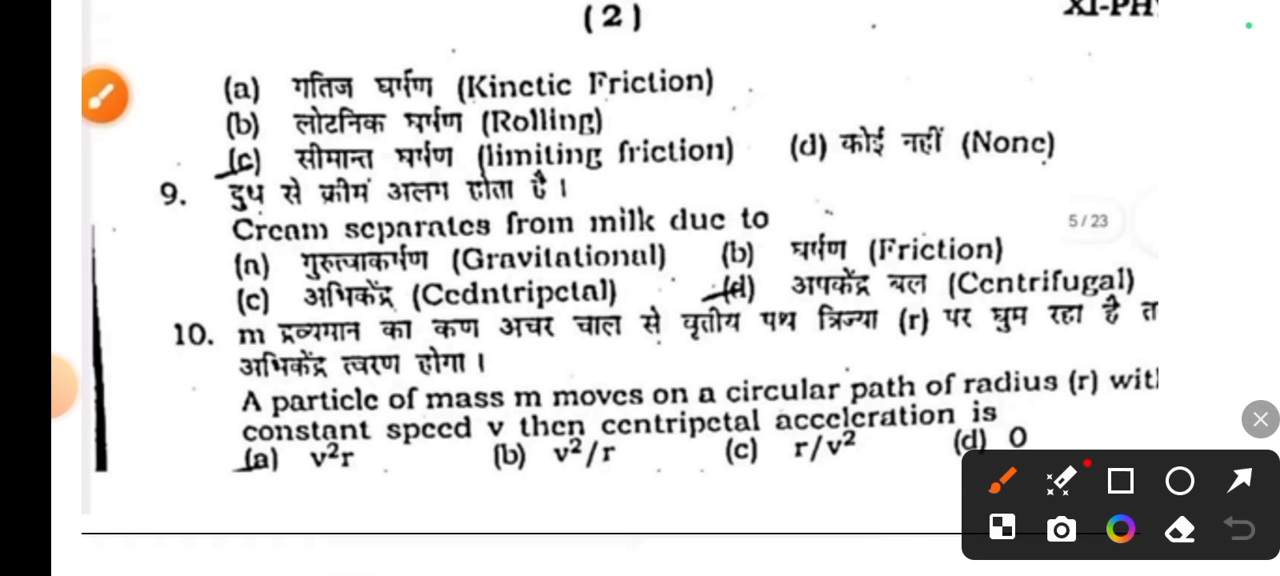 (2)
XI-PHY
(a) गतिज घर्षण (Kinetic Friction)
(b) लोटनिक घर्षण (Rolling)
(c) सीमान्त घर्षण (limiting friction) (d) कोई नहीं (None)
9. दुध से क्रीमं अलग होता है।
Cream separates from milk due to
5/23
(a) गुरुत्वाकर्षण (Gravitational) (b) घर्षण (Friction)
(c) अभिकेंद्र (Cedntripetal) (d) अपकेंद्र बल (Centrifugal)
10. m द्रव्यमान का कण अचर चाल से वृतीय पथ त्रिज्या (r) पर घुम रहा है त
अभिकेंद्र त्वरण होगा।
A particle of mass m moves on a circular path of radius (r) with
constant speed v then centripetal acceleration is
(a) v²r (b) v²/r (c) r/v² (d) 0